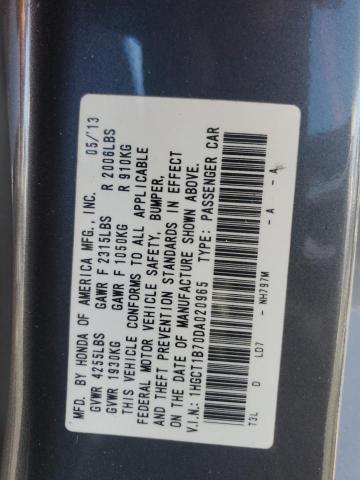 MFD. BY HONDA OF AMERICA MFG., INC. 05/13
GVWR 4255LBS GAWR F 2315LBS R 2006LBS
GVWR 1930KG GAWR F 1050KG R 910KG
THIS VEHICLE CONFORMS TO ALL APPLICABLE
FEDERAL MOTOR VEHICLE SAFETY, BUMPER,
AND THEFT PREVENTION STANDARDS IN EFFECT
ON THE DATE OF MANUFACTURE SHOWN ABOVE.
V.I.N.: 1HGCT1B70DA020965 TYPE: PASSENGER CAR
73L D LD7 - NH797M - A - A-